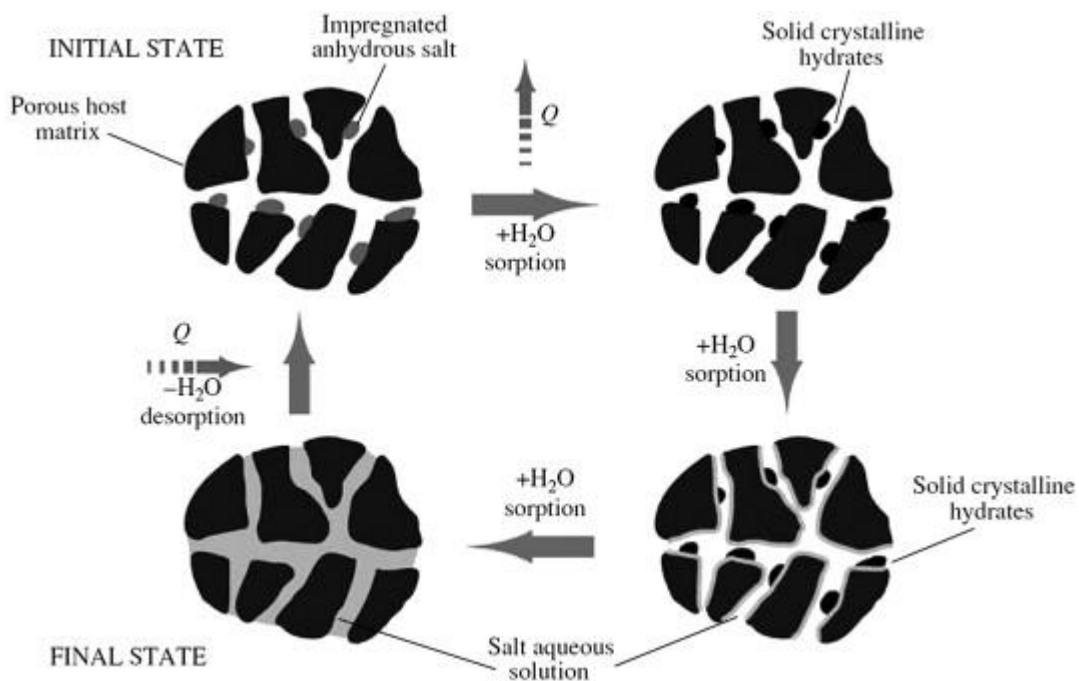 INITIAL STATE
Impregnated
anhydrous salt
Porous host
matrix
Q
+H₂O
sorption
Solid crystalline
hydrates
+H₂O
sorption
Q
–H₂O
desorption
+H₂O
sorption
Solid crystalline
hydrates
Salt aqueous
solution
FINAL STATE